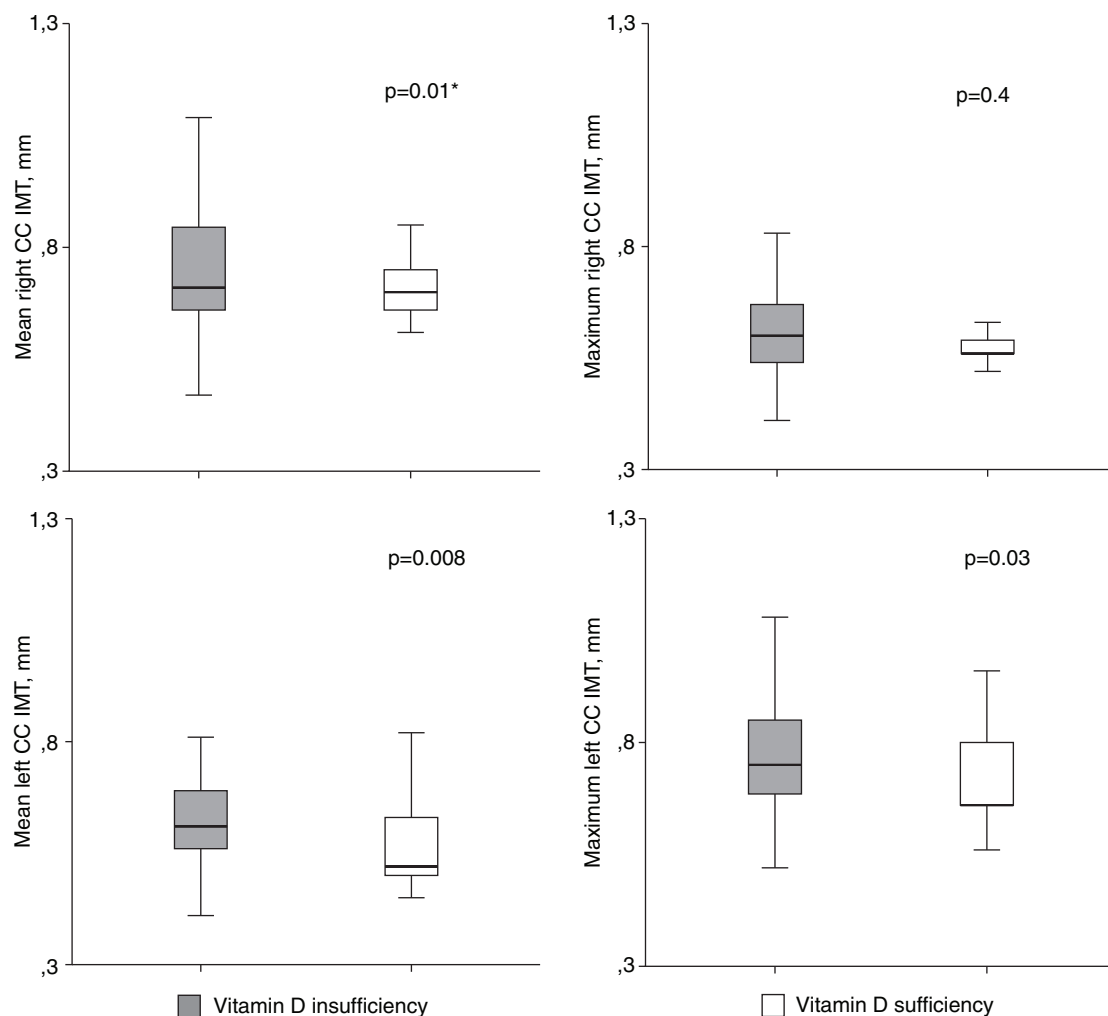 1,3
p=0.01*
Mean right CC IMT, mm
,8
,3
1,3
p=0.4
Maximum right CC IMT, mm
,8
,3
1,3
p=0.008
Mean left CC IMT, mm
,8
,3
1,3
p=0.03
Maximum left CC IMT, mm
,8
,3
Vitamin D insufficiency
Vitamin D sufficiency